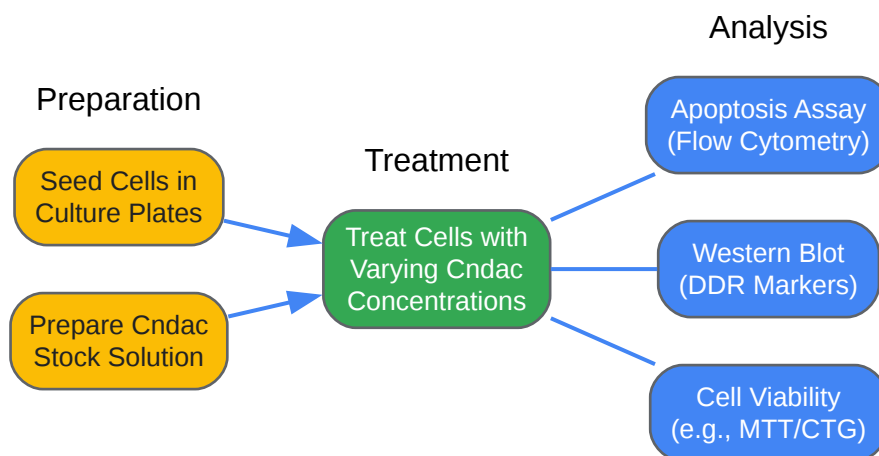 Preparation
Seed Cells in
Culture Plates
Prepare Cndac
Stock Solution
Treatment
Treat Cells with
Varying Cndac
Concentrations
Analysis
Apoptosis Assay
(Flow Cytometry)
Western Blot
(DDR Markers)
Cell Viability
(e.g., MTT/CTG)